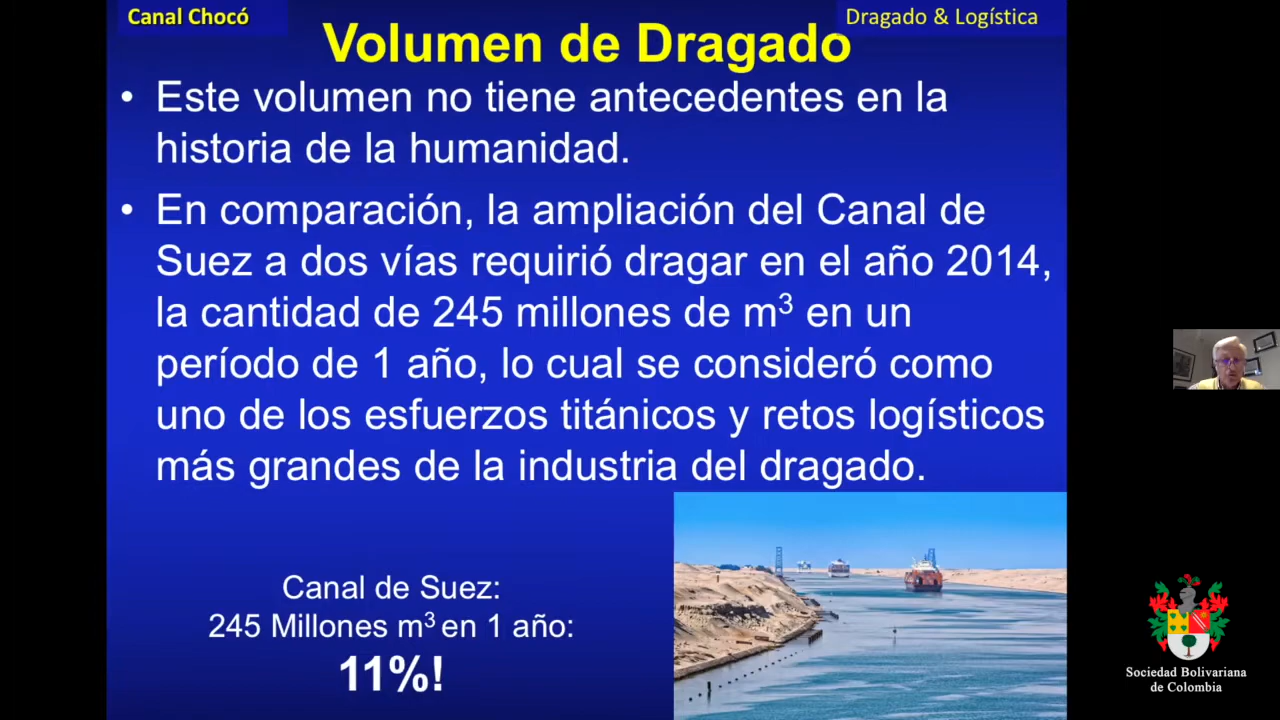 Canal Chocó
Dragado & Logística
Volumen de Dragado
• Este volumen no tiene antecedentes en la
historia de la humanidad.
• En comparación, la ampliación del Canal de
Suez a dos vías requirió dragar en el año 2014,
la cantidad de 245 millones de m³ en un
período de 1 año, lo cual se consideró como
uno de los esfuerzos titánicos y retos logísticos
más grandes de la industria del dragado.
Canal de Suez:
245 Millones m³ en 1 año:
11%!
Sociedad Bolivariana
de Colombia